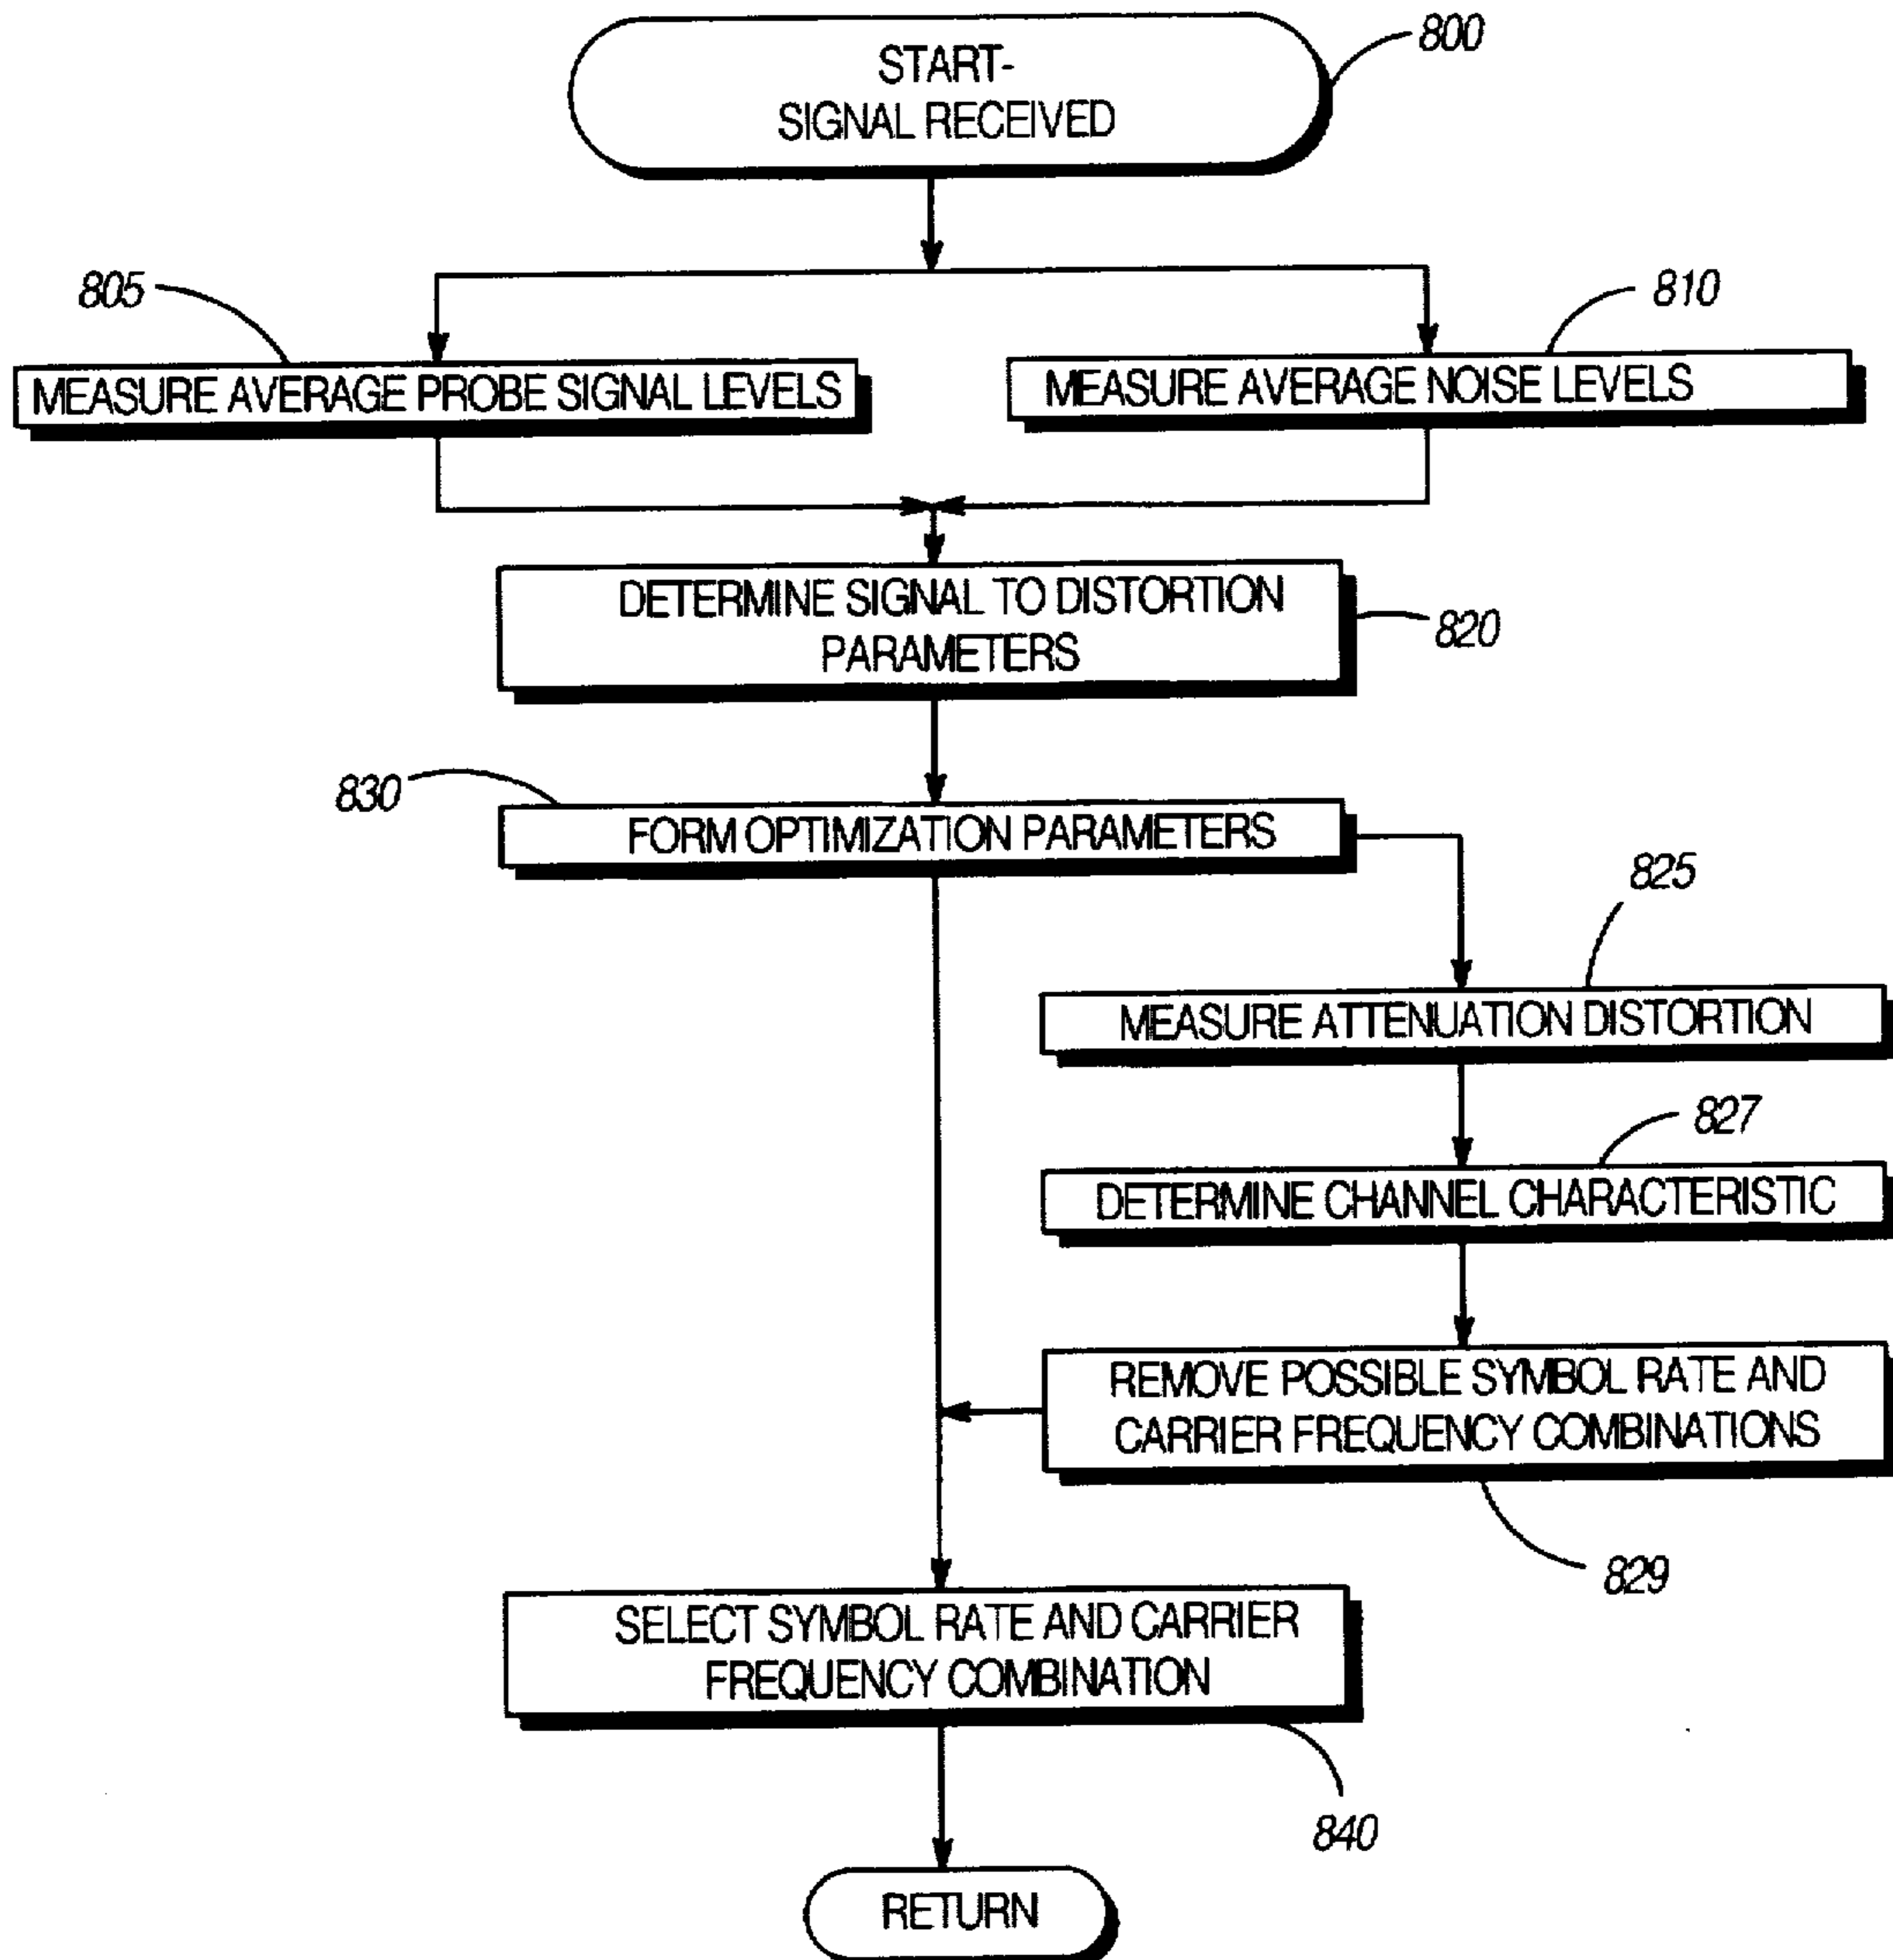 START-
SIGNAL RECEIVED
800
805
810
MEASURE AVERAGE PROBE SIGNAL LEVELS
MEASURE AVERAGE NOISE LEVELS
DETERMINE SIGNAL TO DISTORTION
PARAMETERS
820
830
FORM OPTIMIZATION PARAMETERS
825
MEASURE ATTENUATION DISTORTION
827
DETERMINE CHANNEL CHARACTERISTIC
REMOVE POSSIBLE SYMBOL RATE AND
CARRIER FREQUENCY COMBINATIONS
829
SELECT SYMBOL RATE AND CARRIER
FREQUENCY COMBINATION
840
RETURN